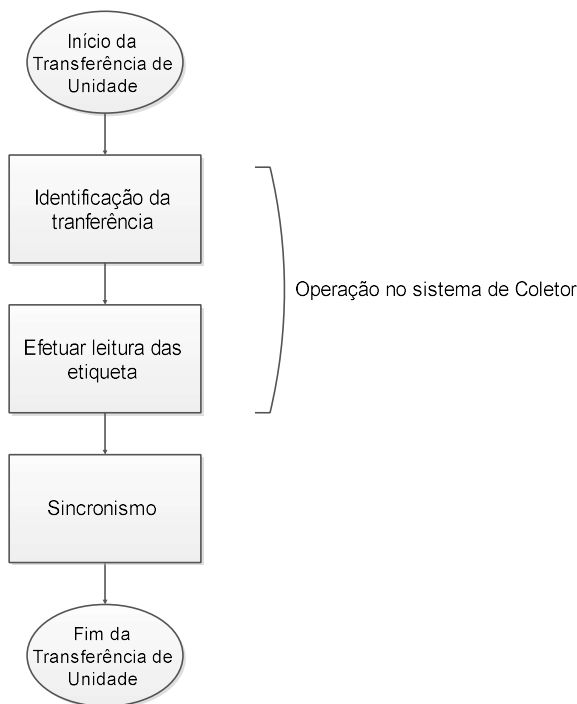 Início da
Transferência de
Unidade
Identificação da
tranferência
Operação no sistema de Coletor
Efetuar leitura das
etiqueta
Sincronismo
Fim da
Transferência de
Unidade